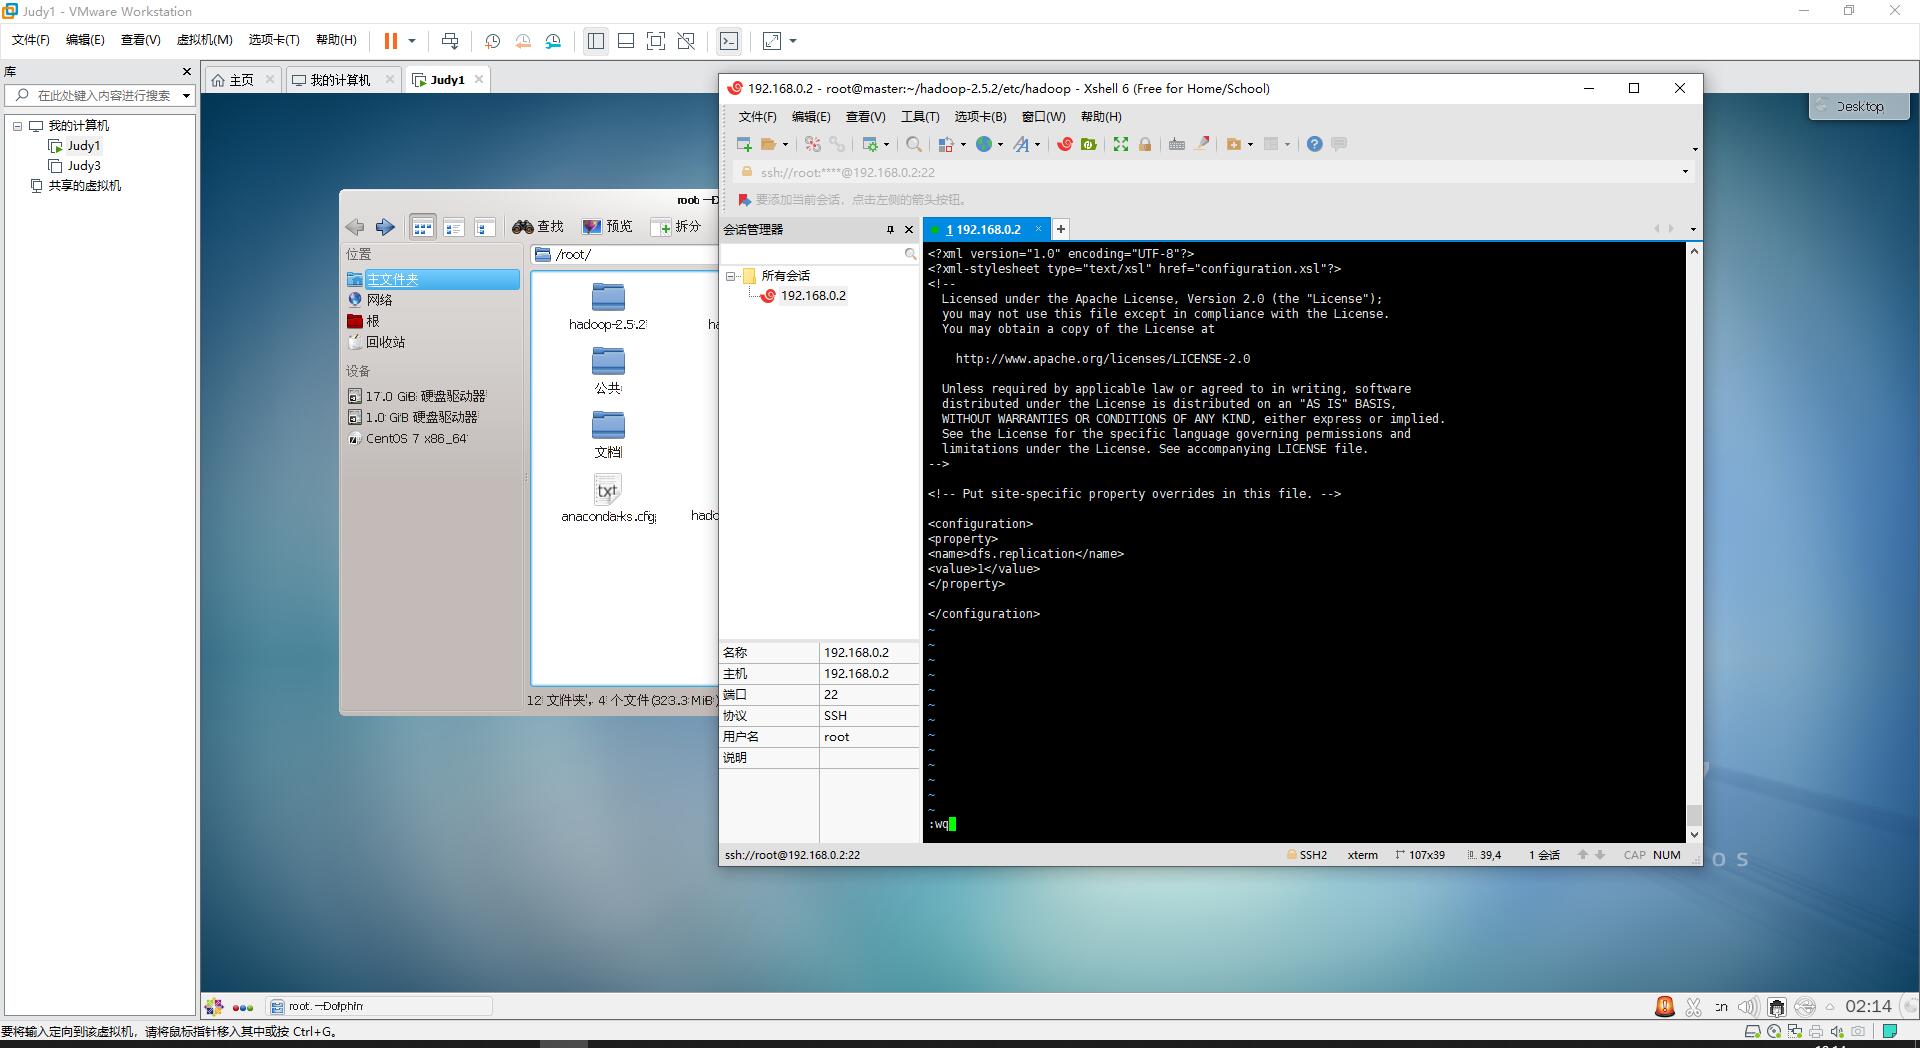 Judy1 - VMware Workstation
文件(F) 编辑(E) 查看(V) 虚拟机(M) 选项卡(T) 帮助(H)
库
在此处键入内容进行搜索
我的计算机
Judy1
Judy3
共享的虚拟机
主页
我的计算机
Judy1
Desktop
root — D
查找 预览 拆分
位置
主文件夹
网络
根
回收站
设备
17.0 GiB 硬盘驱动器
1.0 GiB 硬盘驱动器
CentOS 7 x86_64
/root/
hadoop-2.5.2
公共
文档
txt
anaconda-ks.cfg
hado
12 文件夹, 4 个文件 (323.3 MiB)
192.168.0.2 - root@master:~/hadoop-2.5.2/etc/hadoop - Xshell 6 (Free for Home/School)
文件(F) 编辑(E) 查看(V) 工具(T) 选项卡(B) 窗口(W) 帮助(H)
ssh://root:****@192.168.0.2:22
要添加当前会话，点击左侧的箭头按钮。
会话管理器
所有会话
192.168.0.2
名称 192.168.0.2
主机 192.168.0.2
端口 22
协议 SSH
用户名 root
说明
1 192.168.0.2
<?xml version="1.0" encoding="UTF-8"?>
<?xml-stylesheet type="text/xsl" href="configuration.xsl"?>
<!--
Licensed under the Apache License, Version 2.0 (the "License");
you may not use this file except in compliance with the License.
You may obtain a copy of the License at
http://www.apache.org/licenses/LICENSE-2.0
Unless required by applicable law or agreed to in writing, software
distributed under the License is distributed on an "AS IS" BASIS,
WITHOUT WARRANTIES OR CONDITIONS OF ANY KIND, either express or implied.
See the License for the specific language governing permissions and
limitations under the License. See accompanying LICENSE file.
-->
<!-- Put site-specific property overrides in this file. -->
<configuration>
<property>
<name>dfs.replication</name>
<value>1</value>
</property>
</configuration>
~
~
~
~
~
~
~
~
~
~
~
~
~
:wq
ssh://root@192.168.0.2:22
SSH2 xterm 107x39 39,4 1 会话 CAP NUM
OS
root — Dolphin
02:14
要将输入定向到该虚拟机，请将鼠标指针移入其中或按 Ctrl+G。